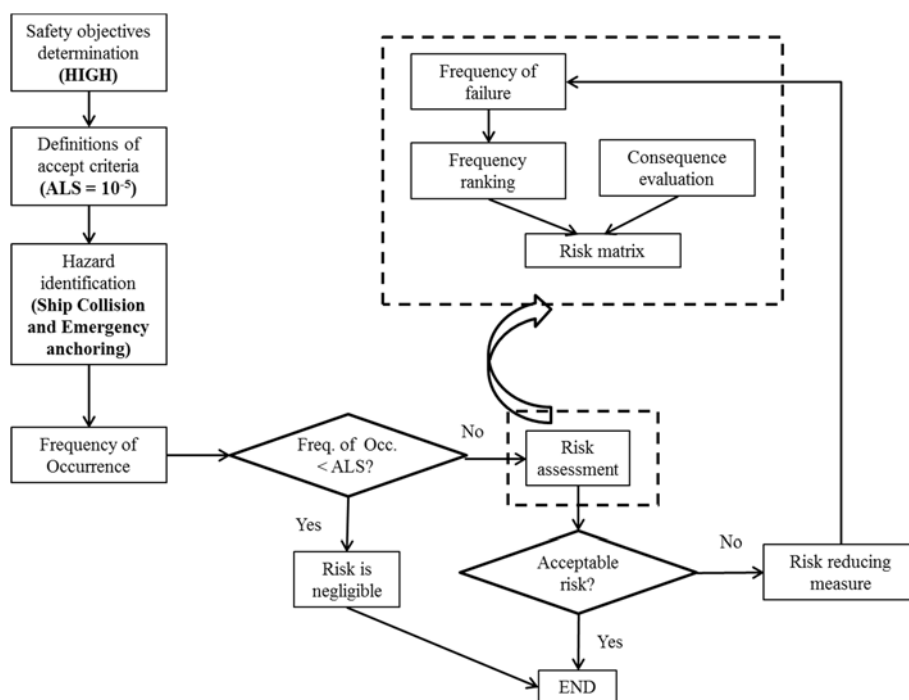 Safety objectives
determination
(HIGH)
Definitions of
accept criteria
(ALS = 10⁻⁵)
Hazard
identification
(Ship Collision
and Emergency
anchoring)
Frequency of
Occurrence
Freq. of Occ.
< ALS?
No
Yes
Risk is
negligible
Frequency of
failure
Frequency
ranking
Consequence
evaluation
Risk matrix
Risk
assessment
Acceptable
risk?
No
Risk reducing
measure
Yes
END